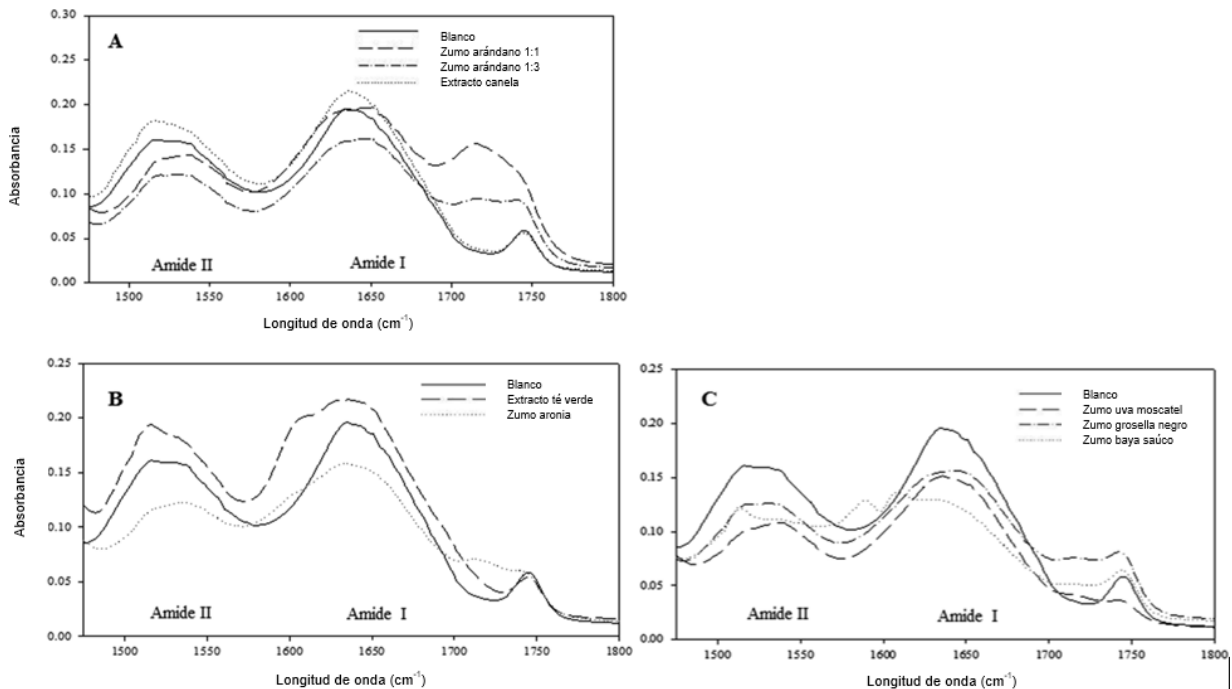 A
Blanco
Zumo arándano 1:1
Zumo arándano 1:3
Extracto canela
0.30
0.25
0.20
0.15
0.10
0.05
0.00
Absorbancia
Amide II
Amide I
1500
1550
1600
1650
1700
1750
1800
Longitud de onda (cm⁻¹)
B
Blanco
Extracto té verde
Zumo aronia
0.25
0.20
0.15
0.10
0.05
0.00
Absorbancia
Amide II
Amide I
1500
1550
1600
1650
1700
1750
1800
Longitud de onda (cm⁻¹)
C
Blanco
Zumo uva moscatel
Zumo grosella negro
Zumo baya saúco
0.25
0.20
0.15
0.10
0.05
0.00
Amide II
Amide I
1500
1550
1600
1650
1700
1750
1800
Longitud de onda (cm⁻¹)